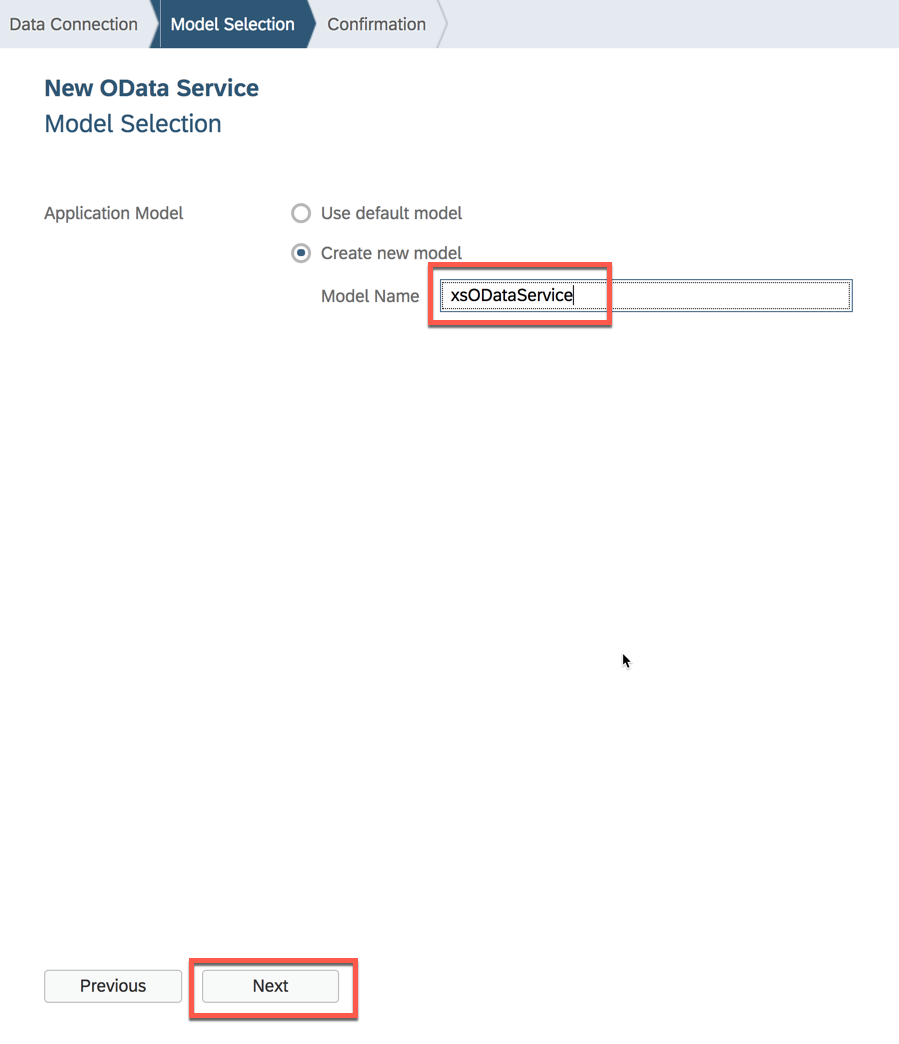 Data Connection Model Selection Confirmation
New OData Service
Model Selection
Application Model Use default model
Create new model
Model Name xsODataService
Previous Next